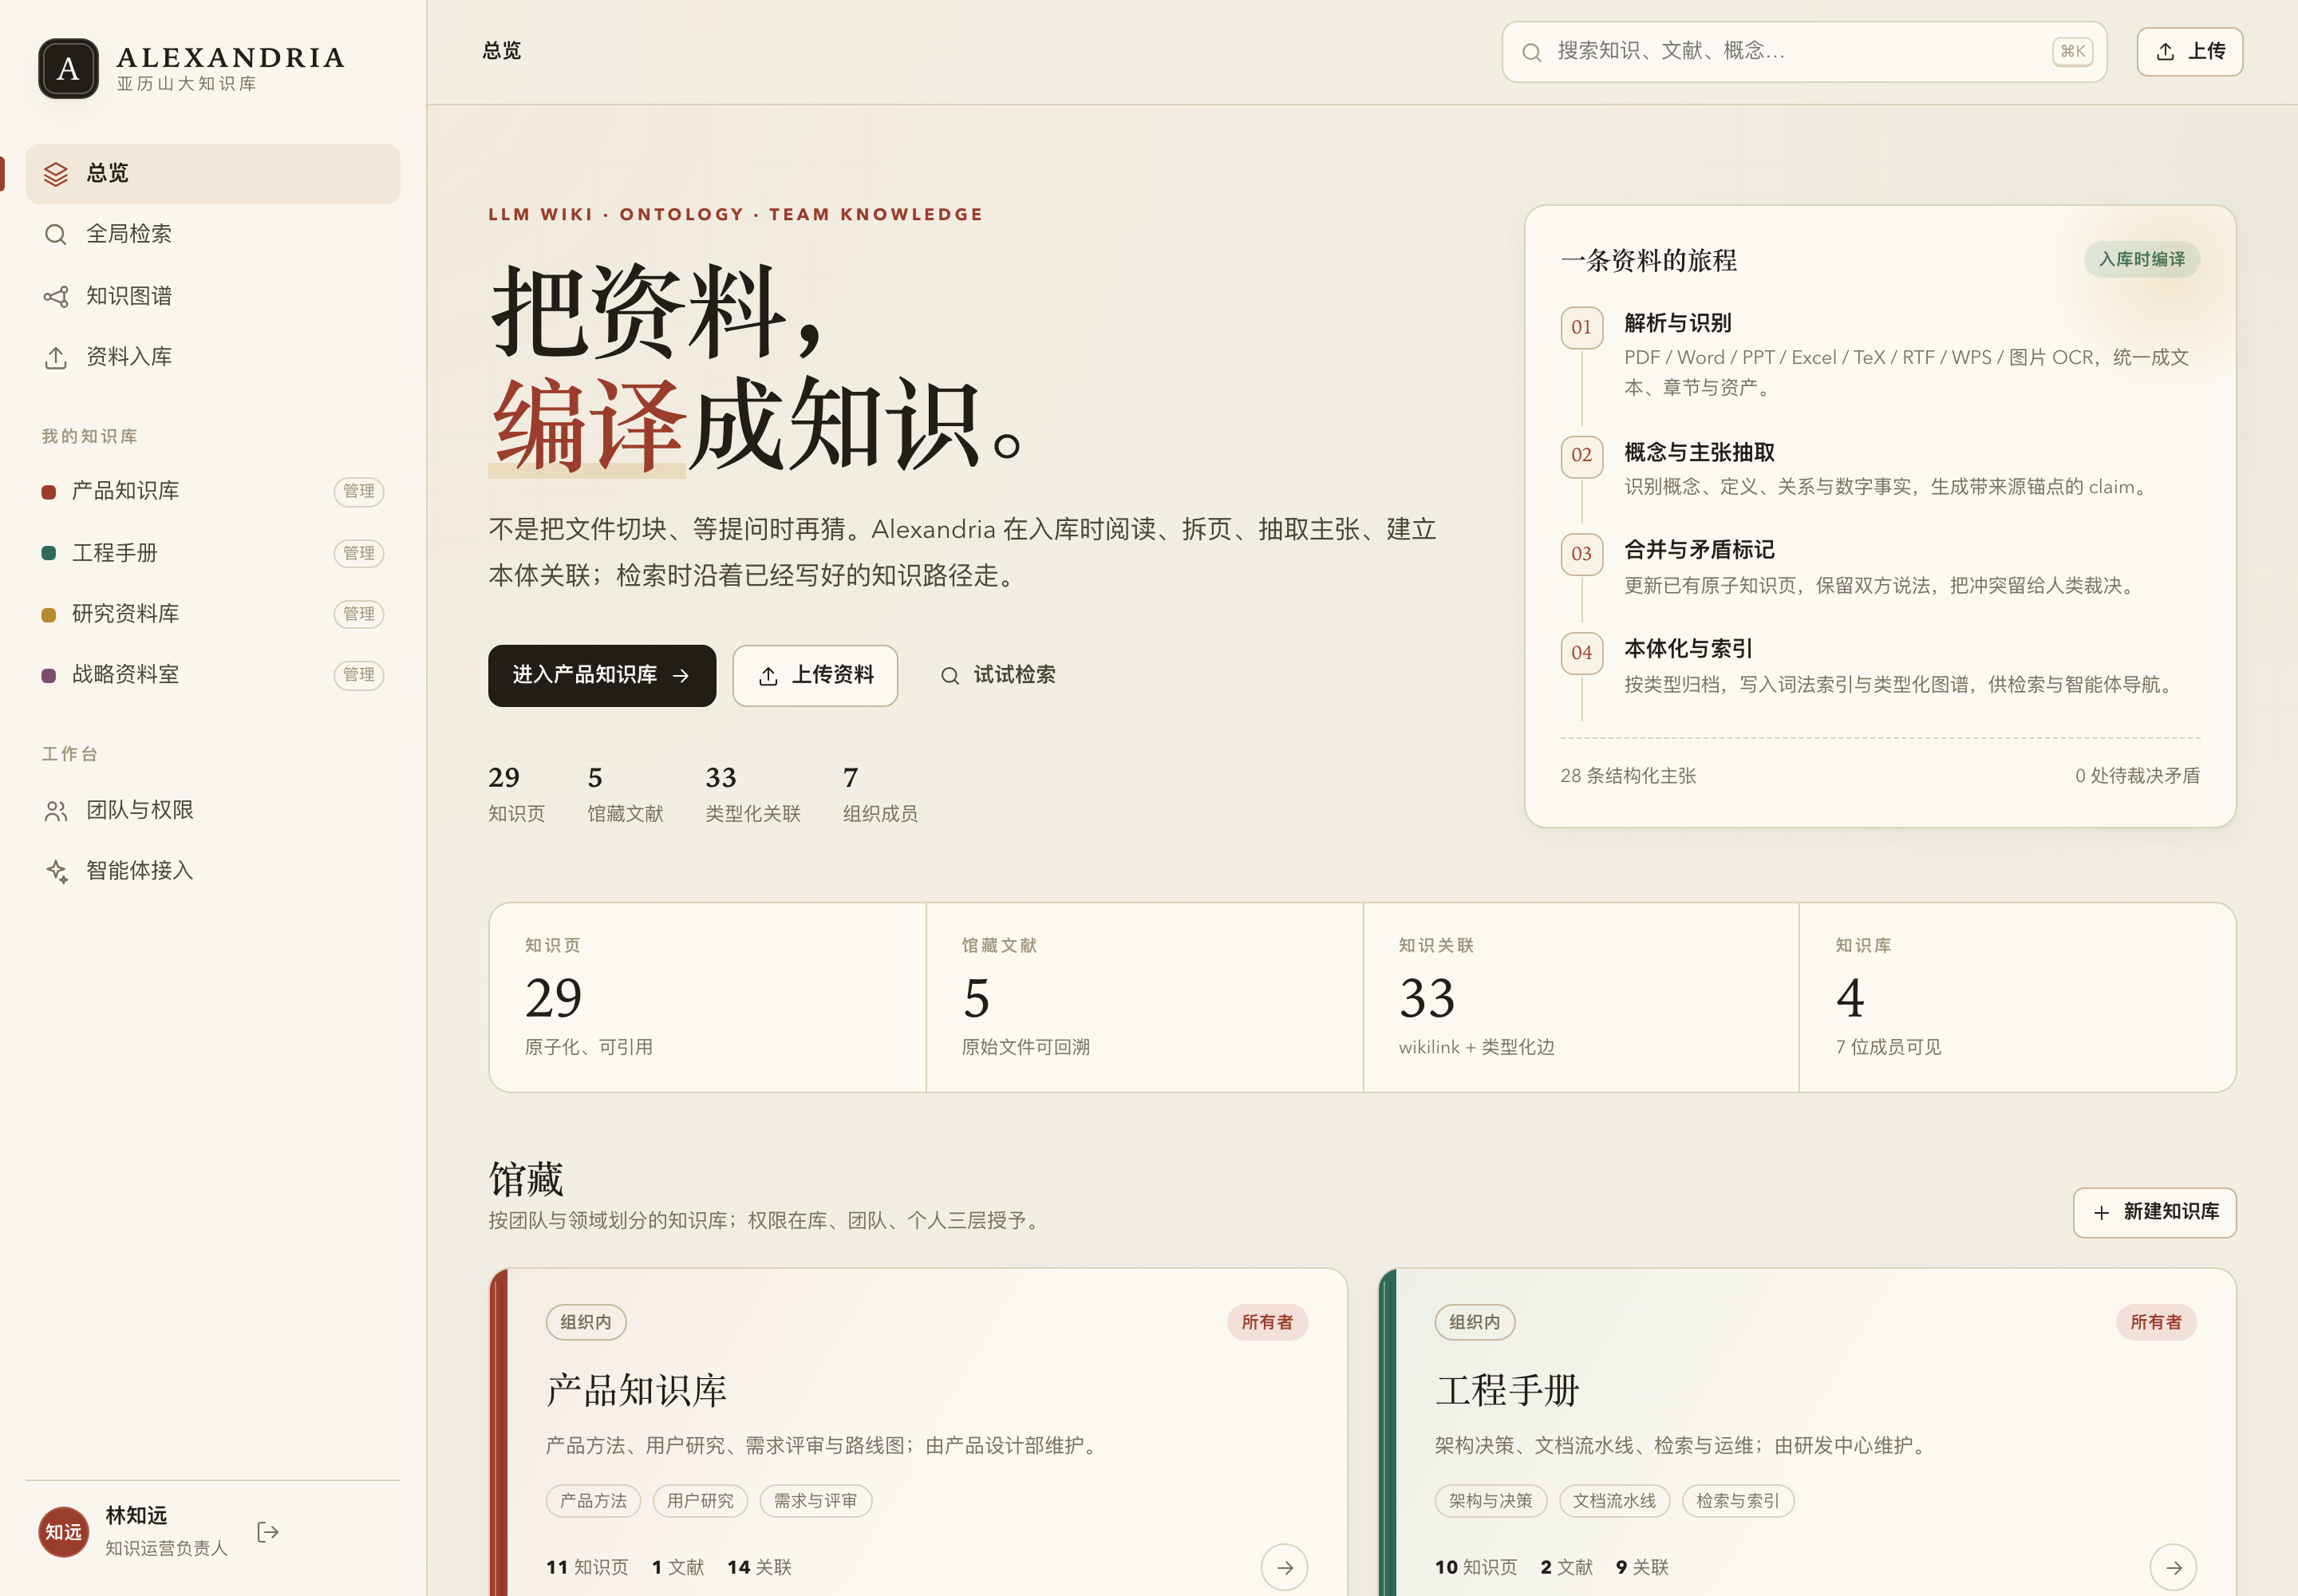 A
ALEXANDRIA
亚历山大知识库
总览
全局检索
知识图谱
资料入库
我的知识库
产品知识库 管理
工程手册 管理
研究资料库 管理
战略资料室 管理
工作台
团队与权限
智能体接入
知远
林知远
知识运营负责人
总览
搜索知识、文献、概念...
⌘K
上传
LLM WIKI · ONTOLOGY · TEAM KNOWLEDGE
把资料，
编译成知识。
不是把文件切块、等提问时再猜。Alexandria 在入库时阅读、拆页、抽取主张、建立
本体关联；检索时沿着已经写好的知识路径走。
进入产品知识库 →
上传资料
试试检索
29 5 33 7
知识页 馆藏文献 类型化关联 组织成员
一条资料的旅程
入库时编译
01 解析与识别
PDF / Word / PPT / Excel / TeX / RTF / WPS / 图片 OCR，统一成文
本、章节与资产。
02 概念与主张抽取
识别概念、定义、关系与数字事实，生成带来源锚点的 claim。
03 合并与矛盾标记
更新已有原子知识页，保留双方说法，把冲突留给人类裁决。
04 本体化与索引
按类型归档，写入词法索引与类型化图谱，供检索与智能体导航。
28 条结构化主张 0 处待裁决矛盾
知识页
29
原子化、可引用
馆藏文献
5
原始文件可回溯
知识关联
33
wikilink + 类型化边
知识库
4
7 位成员可见
馆藏
按团队与领域划分的知识库；权限在库、团队、个人三层授予。
+ 新建知识库
组织内 所有者
产品知识库
产品方法、用户研究、需求评审与路线图；由产品设计部维护。
产品方法 用户研究 需求与评审
11 知识页 1 文献 14 关联
→
组织内 所有者
工程手册
架构决策、文档流水线、检索与运维；由研发中心维护。
架构与决策 文档流水线 检索与索引
10 知识页 2 文献 9 关联
→